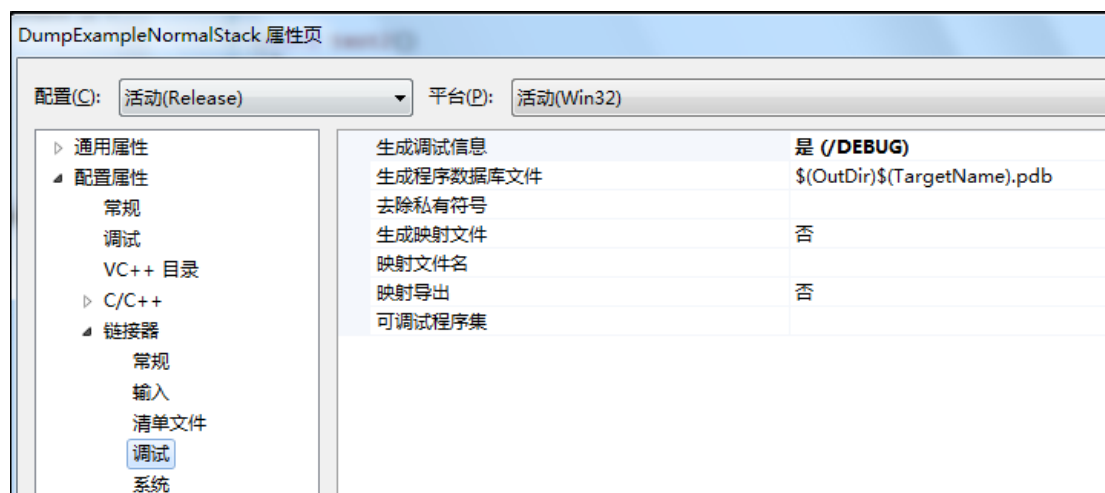 DumpExampleNormalStack 属性页
配置(C): 活动(Release) 平台(P): 活动(Win32)
通用属性
配置属性
常规
调试
VC++ 目录
C/C++
链接器
常规
输入
清单文件
调试
系统
生成调试信息 是 (/DEBUG)
生成程序数据库文件 $(OutDir)$(TargetName).pdb
去除私有符号
生成映射文件 否
映射文件名
映射导出 否
可调试程序集